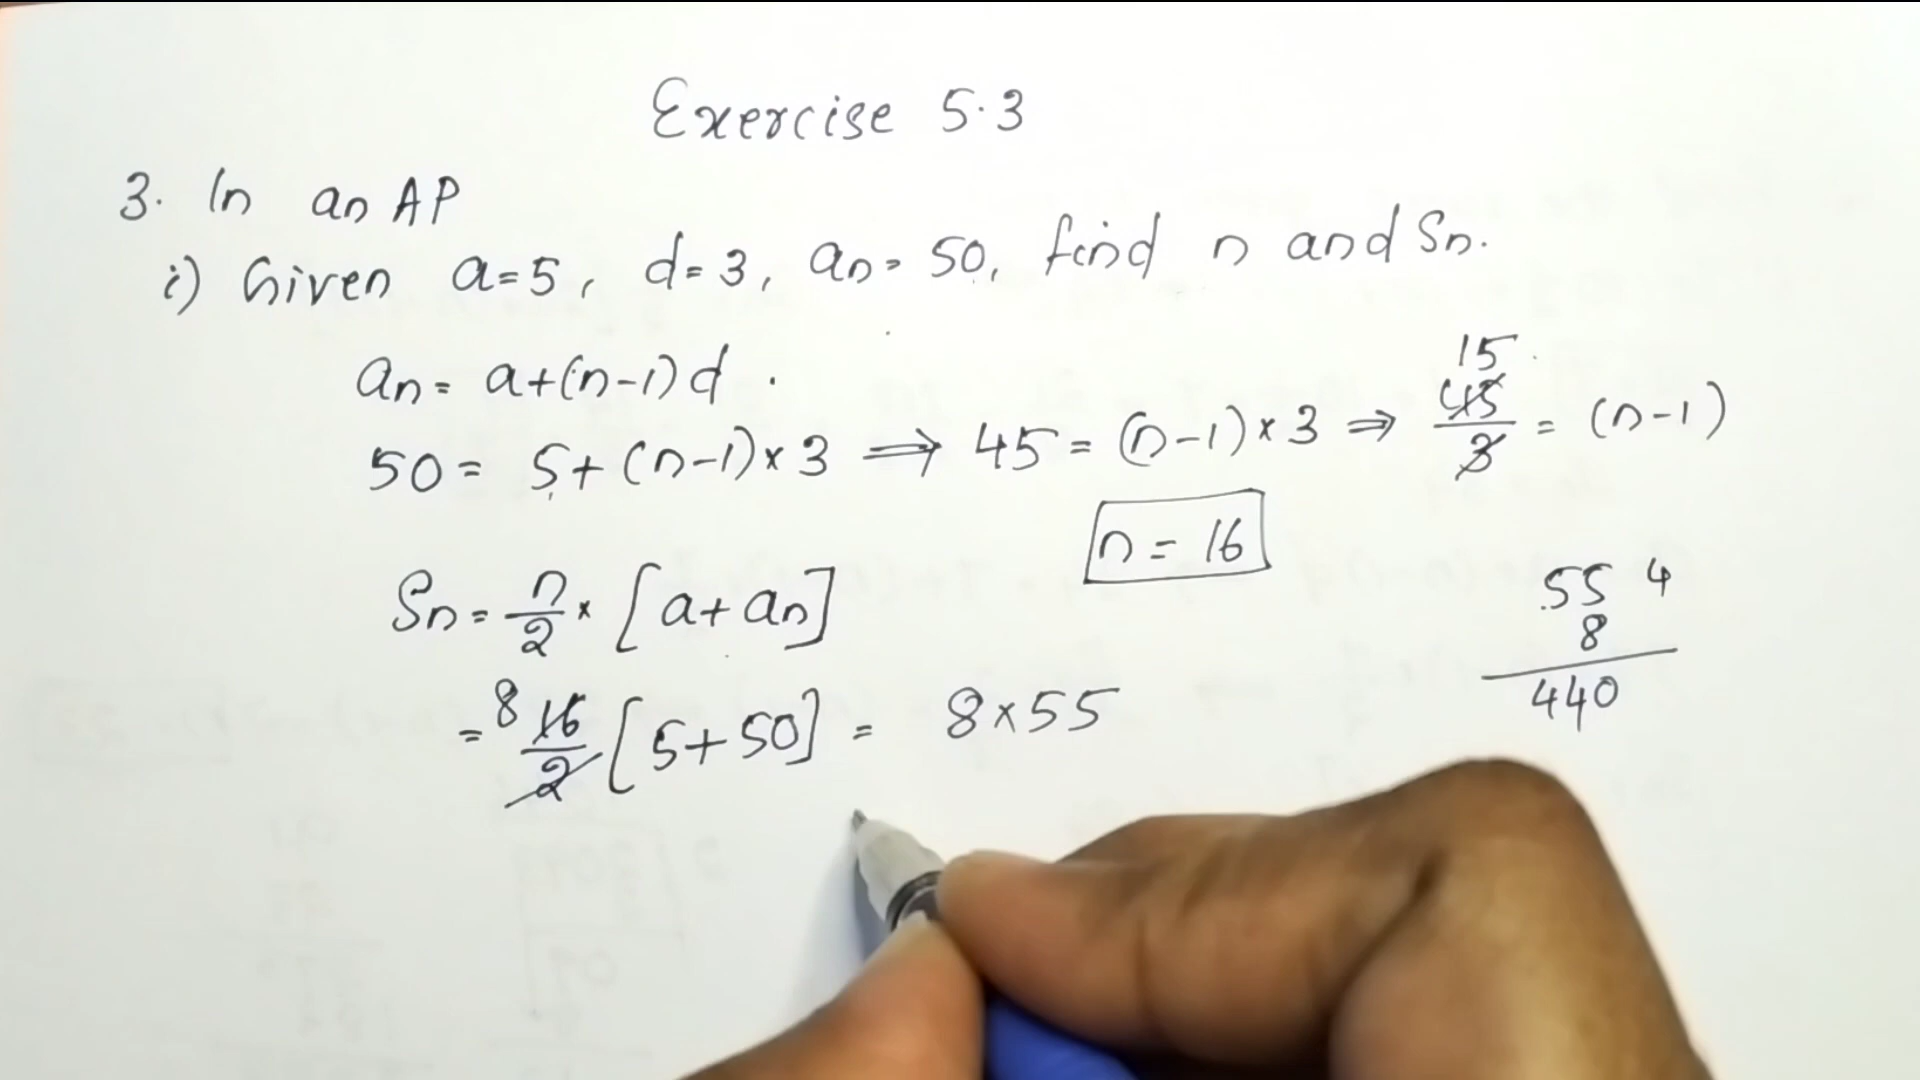 Exercise 5.3
3. In an AP
i) Given a=5, d=3, an=50, find n and Sn.
an = a+(n-1)d.
50 = 5+(n-1)×3 ⇒ 45 = (n-1)×3 ⇒ 15 45/3 = (n-1)
n = 16
Sn = n/2 × [a+an]
= 8 16/2 [5+50] = 8×55
55 4
8
440